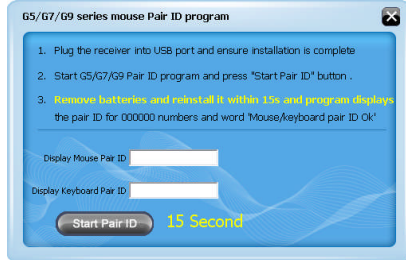 G5/G7/G9 series mouse Pair ID program
1. Plug the receiver into USB port and ensure installation is complete
2. Start G5/G7/G9 Pair ID program and press "Start Pair ID" button .
3. Remove batteries and reinstall it within 15s and program displays
the pair ID for 000000 numbers and word 'Mouse/keyboard pair ID Ok'
Display Mouse Pair ID
Display Keyboard Pair ID
Start Pair ID 15 Second